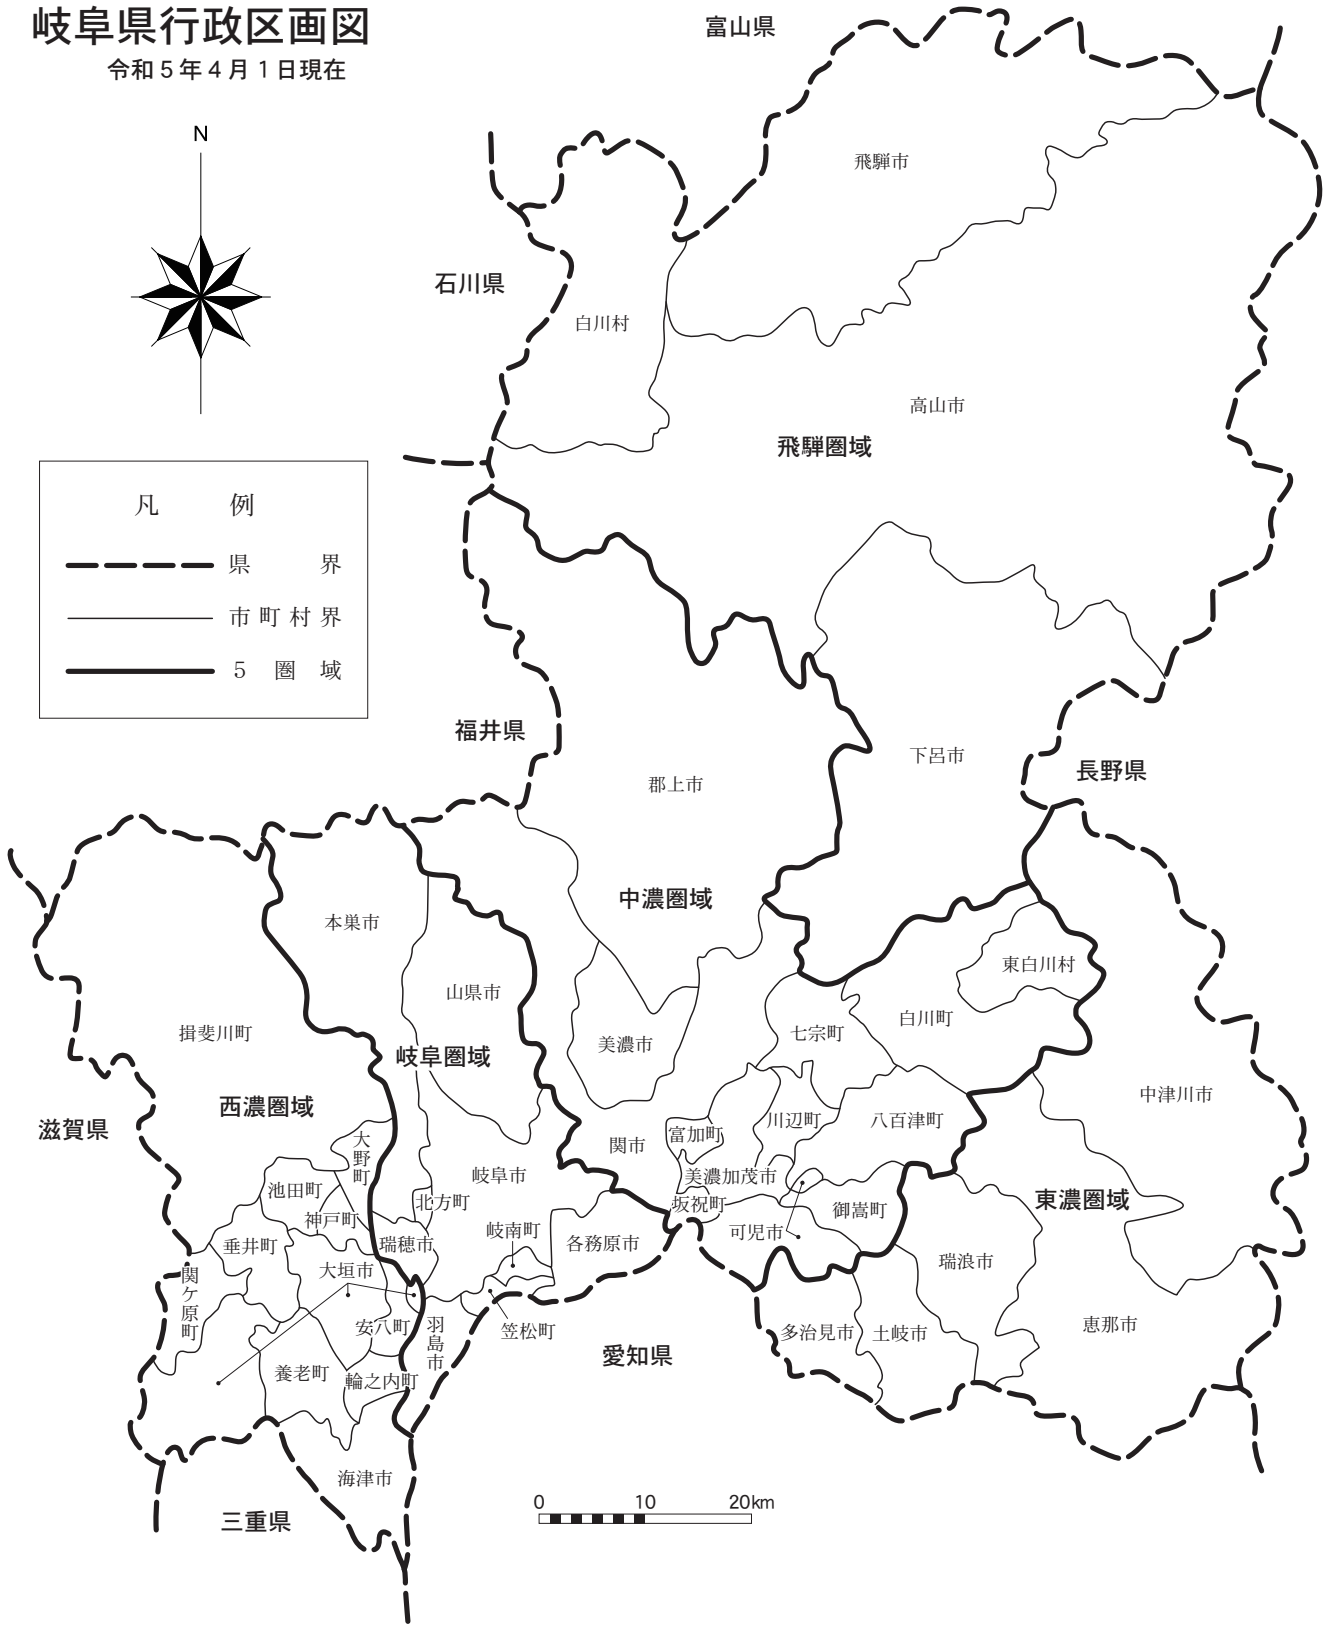 岐阜県行政区画図
令和5年4月1日現在
N
凡例
県界
市町村界
5圏域
富山県
飛騨市
石川県
白川村
高山市
飛騨圏域
福井県
下呂市
長野県
郡上市
中濃圏域
本巣市
東白川村
山県市
白川町
揖斐川町
七宗町
美濃市
岐阜圏域
西濃圏域
中津川市
滋賀県
川辺町
八百津町
富加町
関市
大野町
岐阜市
美濃加茂市
池田町
東濃圏域
北方町
坂祝町
御嵩町
神戸町
岐南町
可児市
垂井町
瑞穂市
各務原市
瑞浪市
大垣市
関ケ原町
安八町
羽島市
笠松町
多治見市
土岐市
恵那市
愛知県
養老町
輪之内町
海津市
三重県
0 10 20km